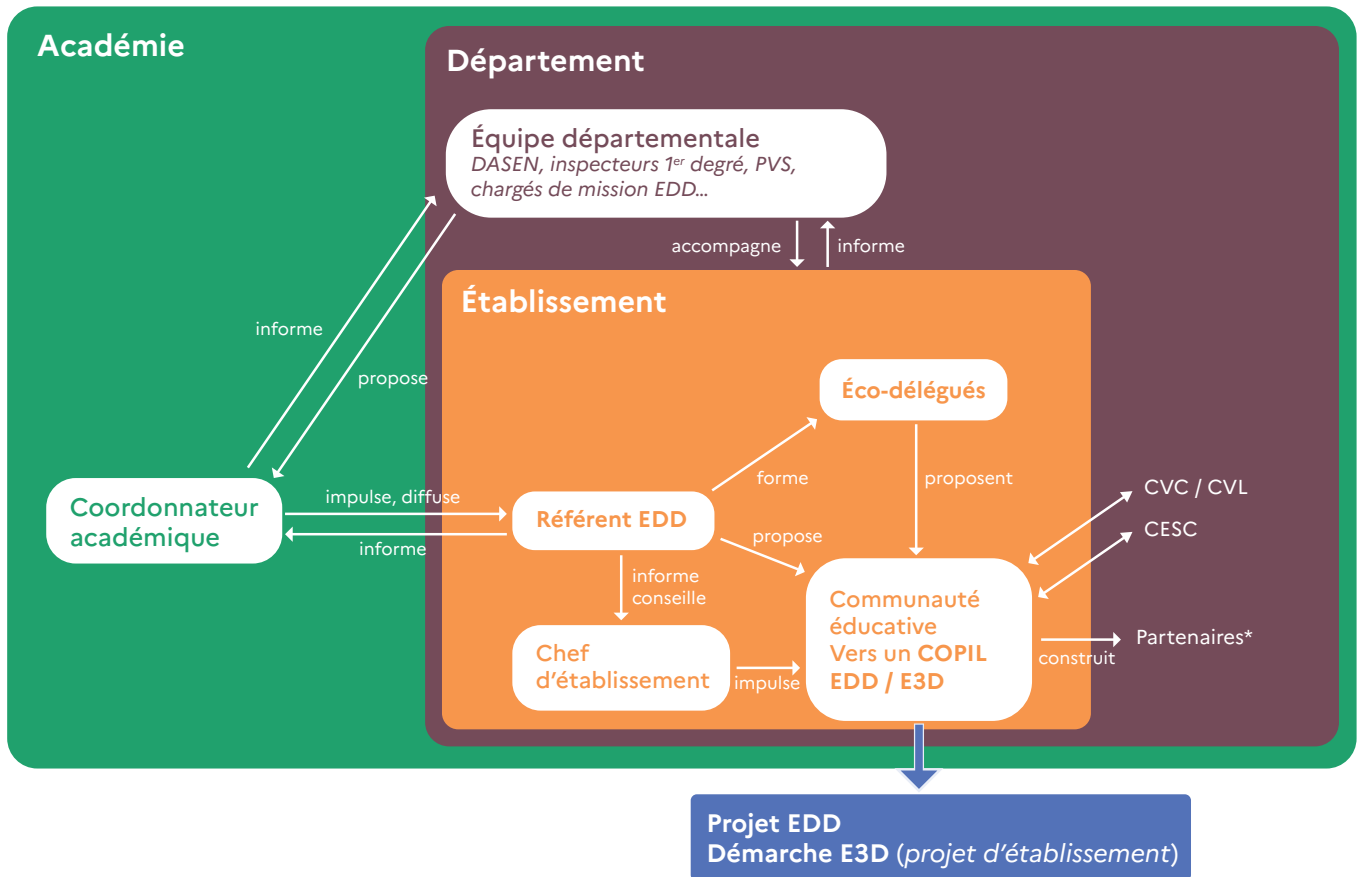 Académie
Département
Équipe départementale
DASEN, inspecteurs 1er degré, PVS,
chargés de mission EDD…
accompagne
informe
Établissement
informe
propose
Éco-délégués
forme
proposent
Coordonnateur
académique
impulse, diffuse
informe
Référent EDD
propose
CVC / CVL
CESC
informe
conseille
Chef
d’établissement
impulse
Communauté
éducative
Vers un COPIL
EDD / E3D
construit
Partenaires*
Projet EDD
Démarche E3D (projet d’établissement)